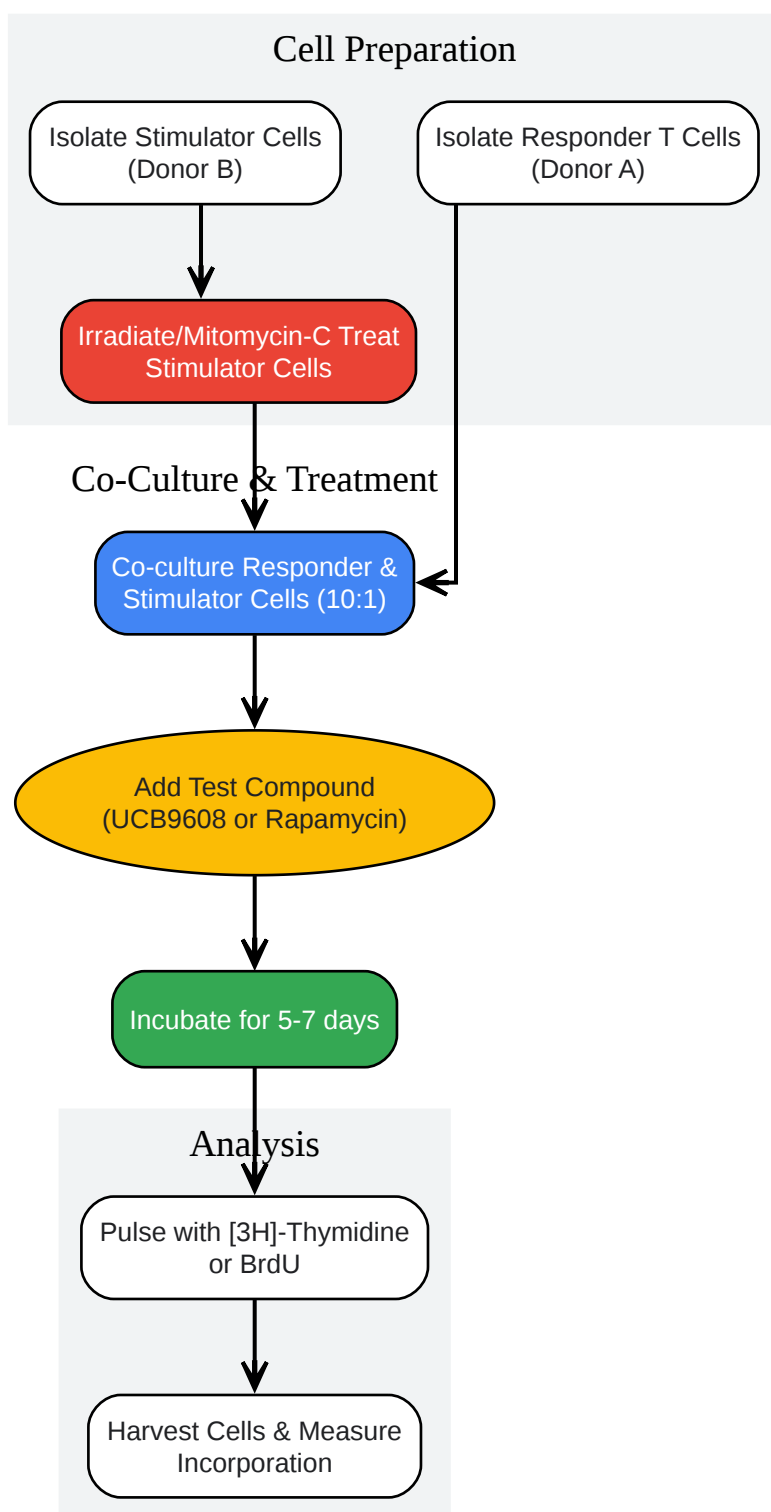 Cell Preparation
Isolate Stimulator Cells
(Donor B)
Isolate Responder T Cells
(Donor A)
Irradiate/Mitomycin-C Treat
Stimulator Cells
Co-Culture & Treatment
Co-culture Responder &
Stimulator Cells (10:1)
Add Test Compound
(UCB9608 or Rapamycin)
Incubate for 5-7 days
Analysis
Pulse with [3H]-Thymidine
or BrdU
Harvest Cells & Measure
Incorporation